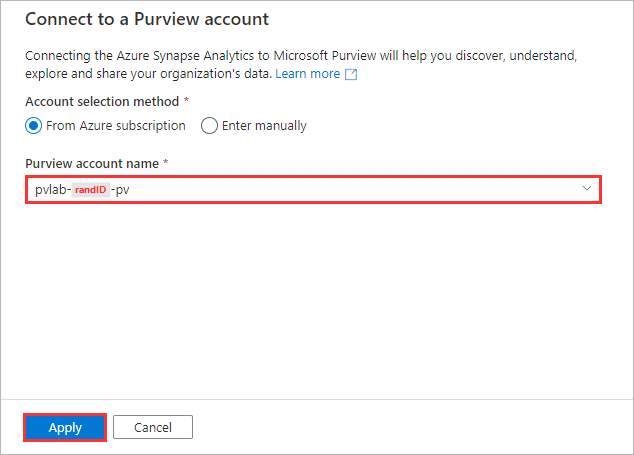 Connect to a Purview account
Connecting the Azure Synapse Analytics to Microsoft Purview will help you discover, understand,
explore and share your organization's data. Learn more
Account selection method *
From Azure subscription Enter manually
Purview account name *
pvlab-randID-pv
Apply Cancel